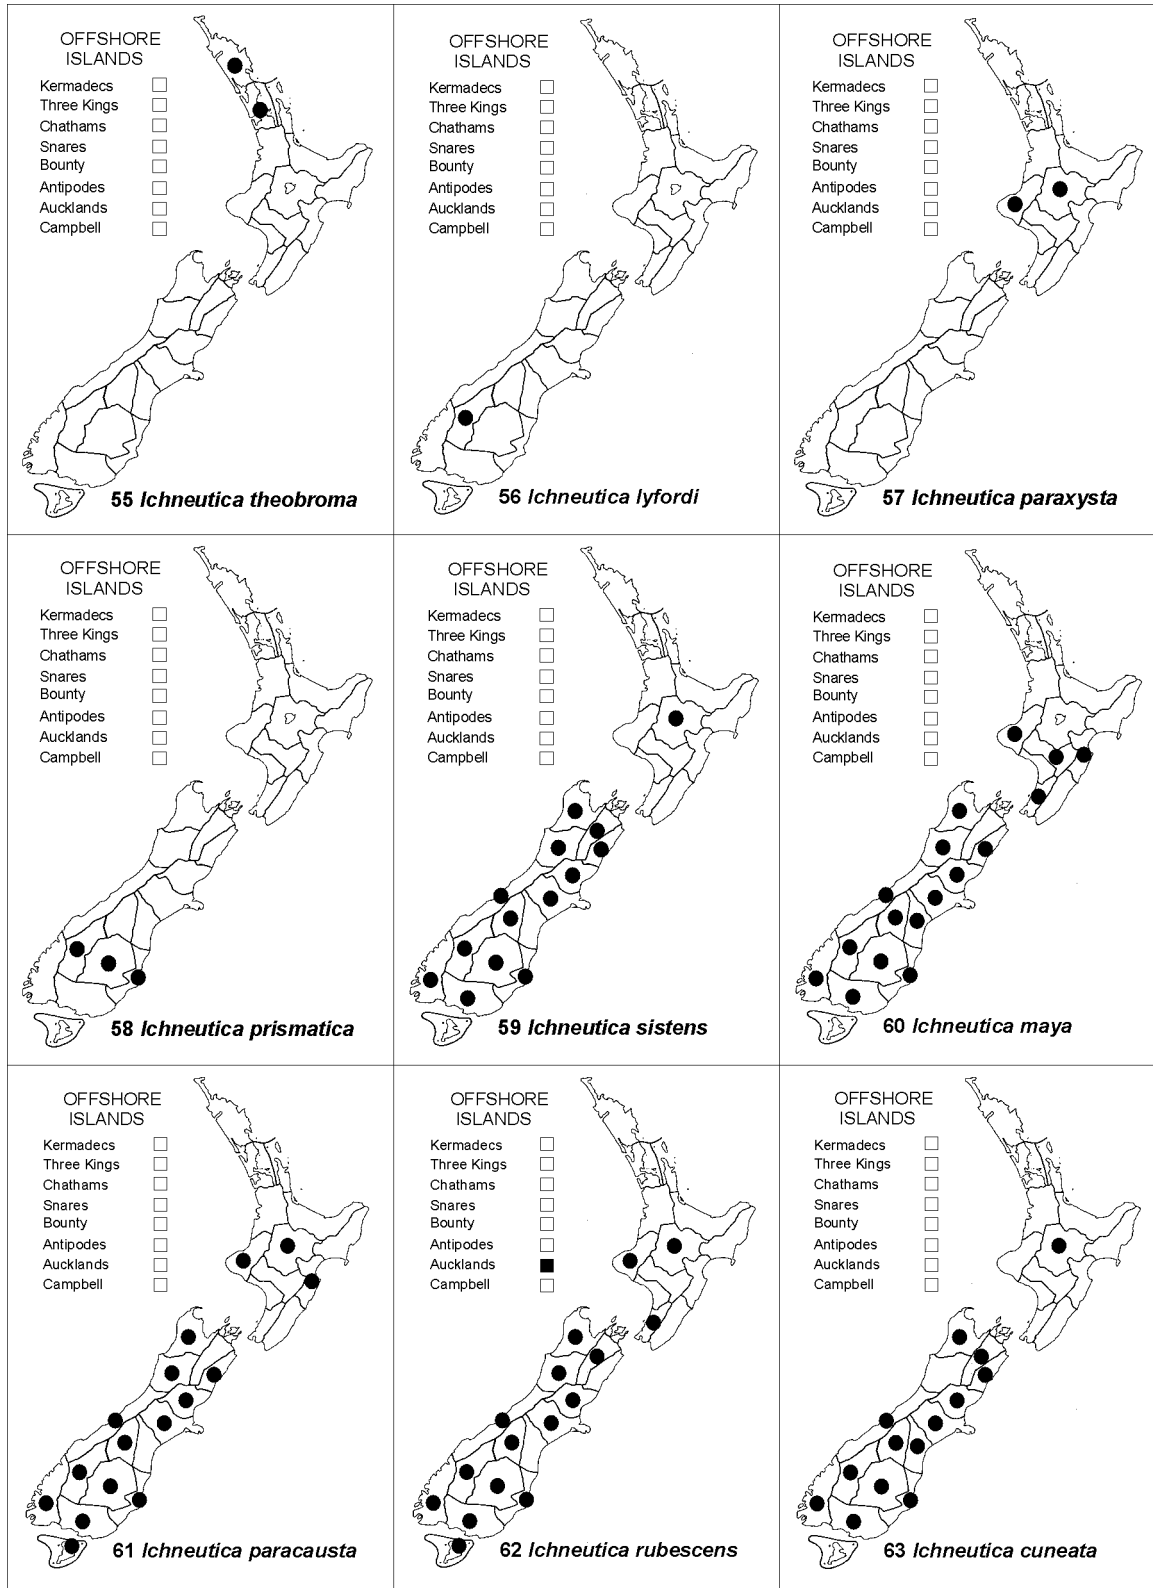 OFFSHORE
ISLANDS
Kermadecs
Three Kings
Chathams
Snares
Bounty
Antipodes
Aucklands
Campbell
55 Ichneutica theobroma
OFFSHORE
ISLANDS
Kermadecs
Three Kings
Chathams
Snares
Bounty
Antipodes
Aucklands
Campbell
56 Ichneutica lyfordi
OFFSHORE
ISLANDS
Kermadecs
Three Kings
Chathams
Snares
Bounty
Antipodes
Aucklands
Campbell
57 Ichneutica paraxysta
OFFSHORE
ISLANDS
Kermadecs
Three Kings
Chathams
Snares
Bounty
Antipodes
Aucklands
Campbell
58 Ichneutica prismatica
OFFSHORE
ISLANDS
Kermadecs
Three Kings
Chathams
Snares
Bounty
Antipodes
Aucklands
Campbell
59 Ichneutica sistens
OFFSHORE
ISLANDS
Kermadecs
Three Kings
Chathams
Snares
Bounty
Antipodes
Aucklands
Campbell
60 Ichneutica maya
OFFSHORE
ISLANDS
Kermadecs
Three Kings
Chathams
Snares
Bounty
Antipodes
Aucklands
Campbell
61 Ichneutica paracausta
OFFSHORE
ISLANDS
Kermadecs
Three Kings
Chathams
Snares
Bounty
Antipodes
Aucklands
Campbell
62 Ichneutica rubescens
OFFSHORE
ISLANDS
Kermadecs
Three Kings
Chathams
Snares
Bounty
Antipodes
Aucklands
Campbell
63 Ichneutica cuneata